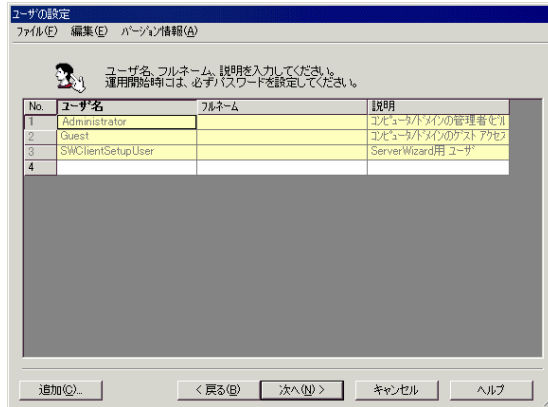 ユーザの設定
ファイル(F) 編集(E) バージョン情報(A)
ユーザ名、フルネーム、説明を入力してください。
運用開始時には、必ずパスワードを設定してください。
No. ユーザ名 フルネーム 説明
1 Administrator コンピュータ/ドメインの管理者(ビル
2 Guest コンピュータ/ドメインのゲスト アクセス
3 SWClientSetupUser ServerWizard用 ユーザ
4
追加(C)... < 戻る(B) 次へ(N) > キャンセル ヘルプ